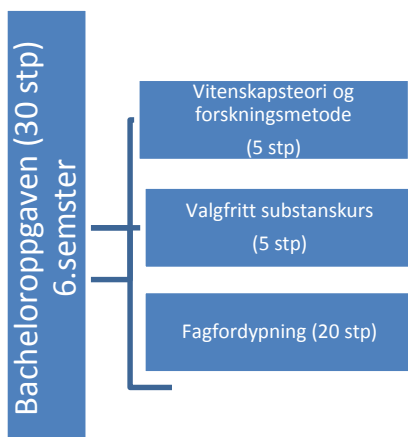 Bacheloroppgaven (30 stp)
6.semster
Vitenskapsteori og
forskningsmetode
(5 stp)
Valgfritt substanskurs
(5 stp)
Fagfordypning (20 stp)